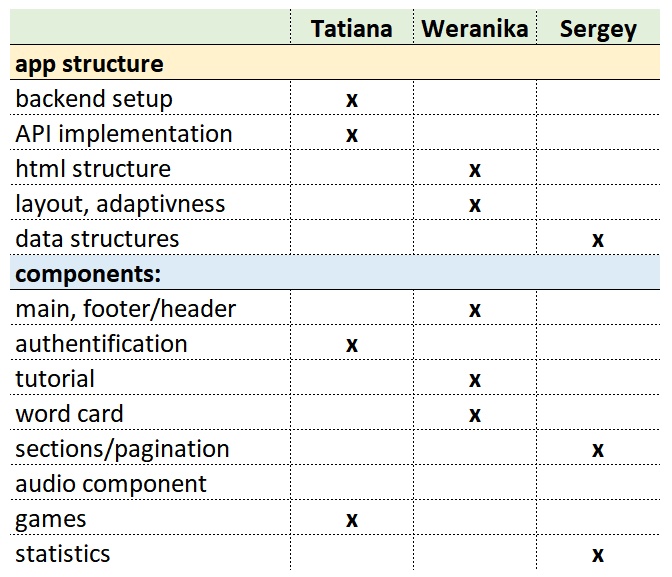 Tatiana Weranika Sergey
app structure
backend setup x
API implementation x
html structure x
layout, adaptivness x
data structures x
components:
main, footer/header x
authentification x
tutorial x
word card x
sections/pagination x
audio component
games x
statistics x